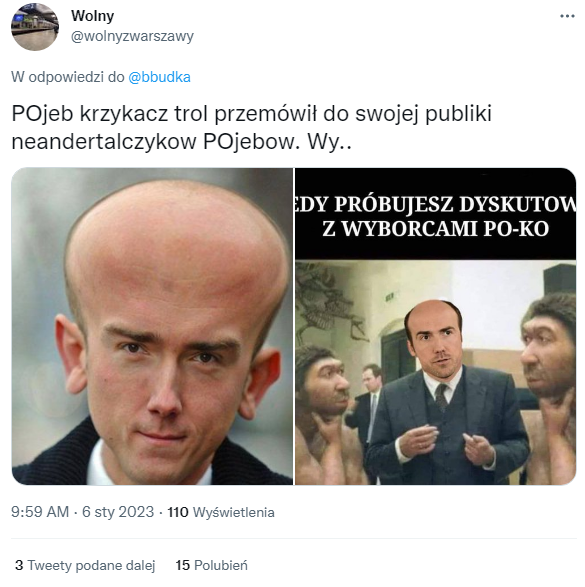 Wolny
@wolnyzwarszawy
W odpowiedzi do @bbudka
POjeb krzykacz trol przemówił do swojej publiki
neandertalczykow POjebow. Wy..
EDY PRÓBUJESZ DYSKUTOW
Z WYBORCAMI PO-KO
9:59 AM · 6 sty 2023 · 110 Wyświetlenia
3 Tweety podane dalej 15 Polubień